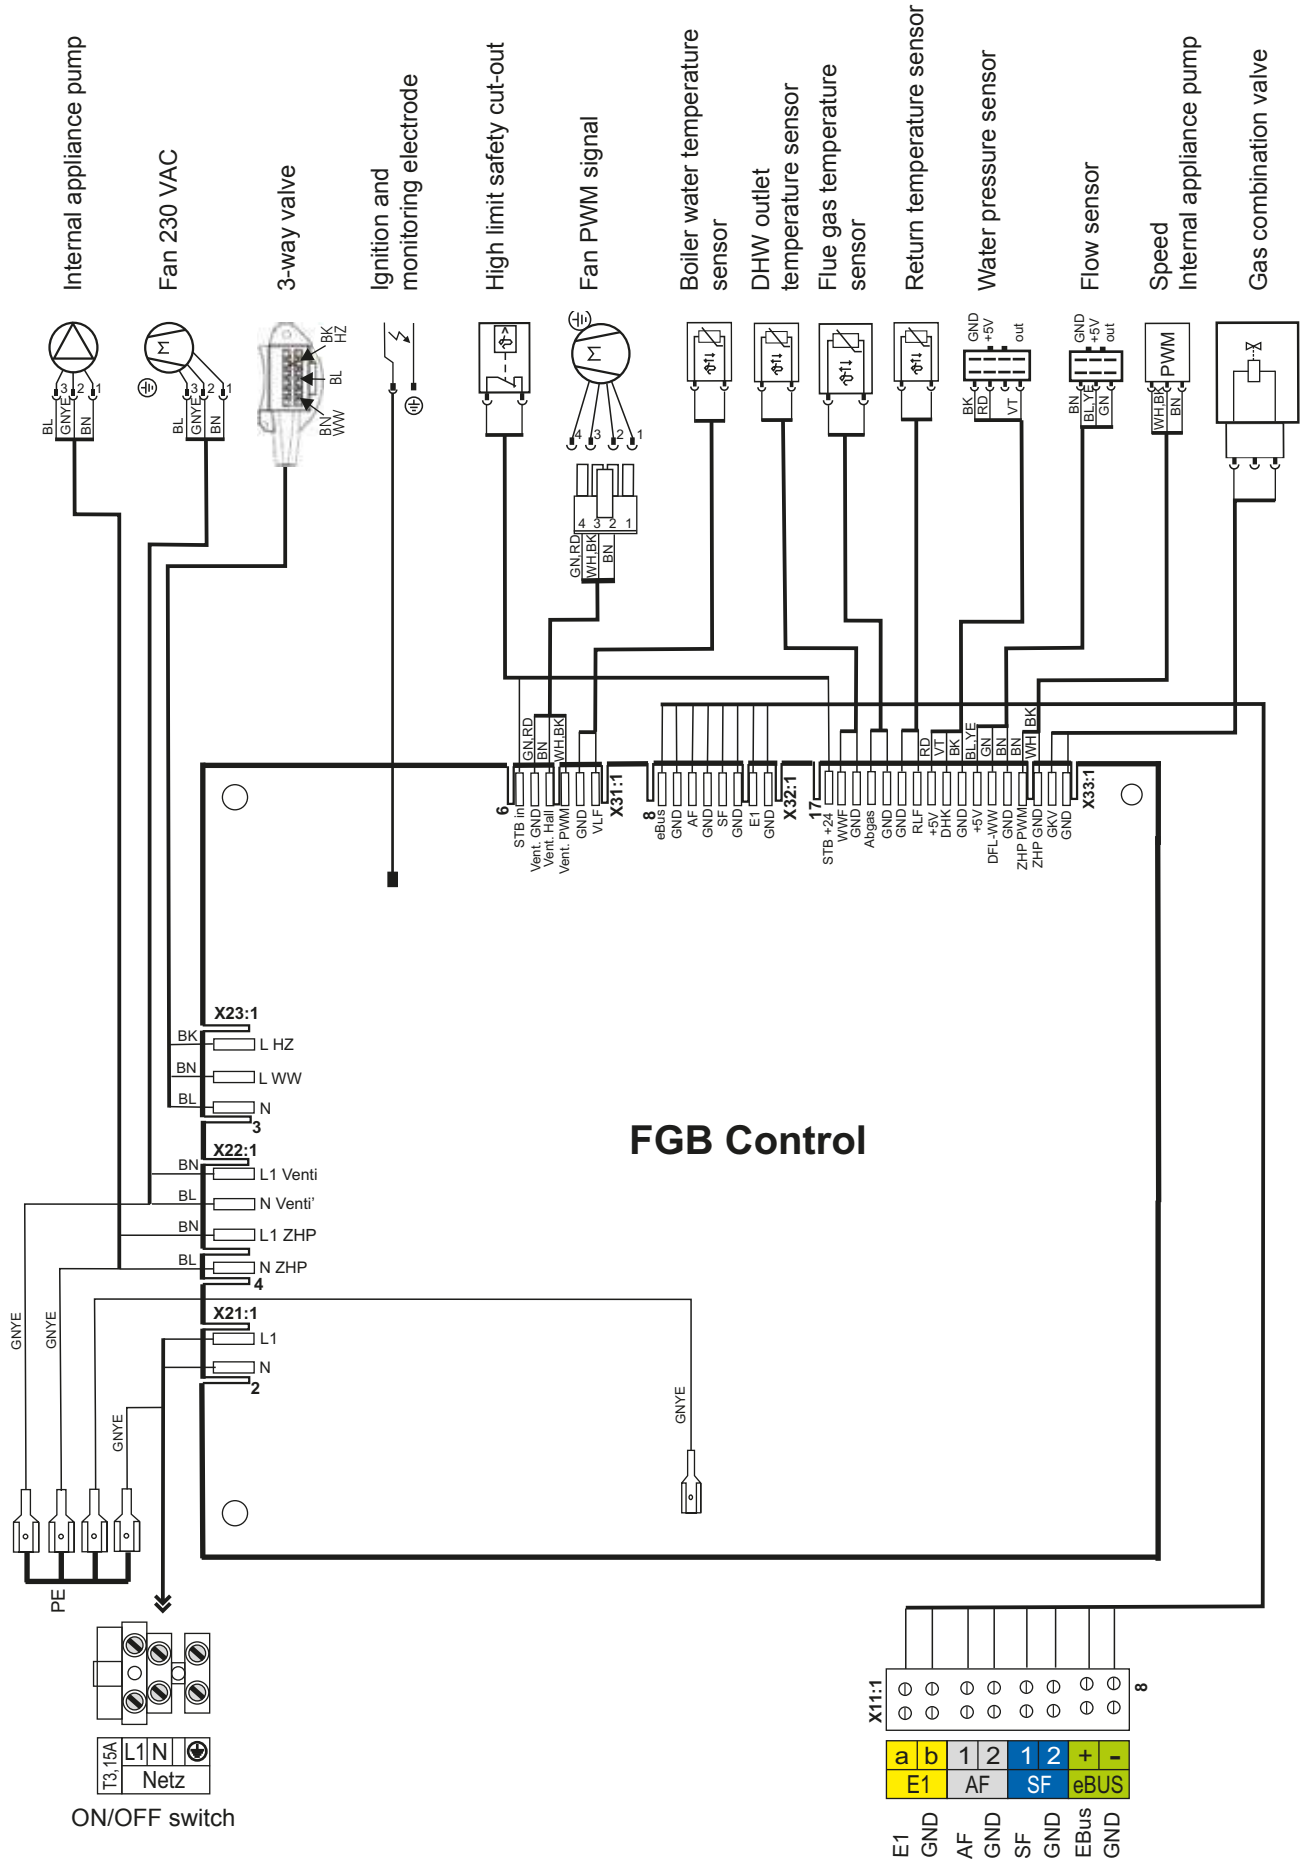 Internal appliance pump
Fan 230 VAC
3-way valve
Ignition and
monitoring electrode
High limit safety cut-out
Fan PWM signal
Boiler water temperature
sensor
DHW outlet
temperature sensor
Flue gas temperature
sensor
Return temperature sensor
Water pressure sensor
Flow sensor
Speed
Internal appliance pump
Gas combination valve
3 2 1
BL
GNYE
BN
M
3 2 1
BL
GNYE
BN
BK
HZ
BL
BN
WW
M
4 3 2 1
4 3 2 1
GN,RD
WH,BK
BN
GND
+5V
out
BK
RD
VT
GND
+5V
out
BN
BL,YE
GN
PWM
WH,BK
BN
GN,RD
BN
WH,BK
RD
VT
BK
BL,YE
GN
BN
BN
WH
BK
6
STB in
Vent. GND
Vent. Hall
Vent. PWM
GND
VLF
X31:1
8
eBus
GND
AF
GND
SF
GND
E1
GND
X32:1
17
STB +24
WWF
GND
Abgas
GND
GND
RLF
+5V
DHK
GND
+5V
DFL-WW
GND
ZHP PWM
ZHP GND
GKV
GND
X33:1
X23:1
BK L HZ
BN L WW
BL N
3
X22:1
BN L1 Venti
BL N Venti'
BN L1 ZHP
BL N ZHP
4
X21:1
L1
N
2
FGB Control
GNYE
GNYE
GNYE
GNYE
PE
T3,15A
L1 N
Netz
ON/OFF switch
X11:1
8
a b 1 2 1 2 + -
E1 AF SF eBUS
E1
GND
AF
GND
SF
GND
EBus
GND